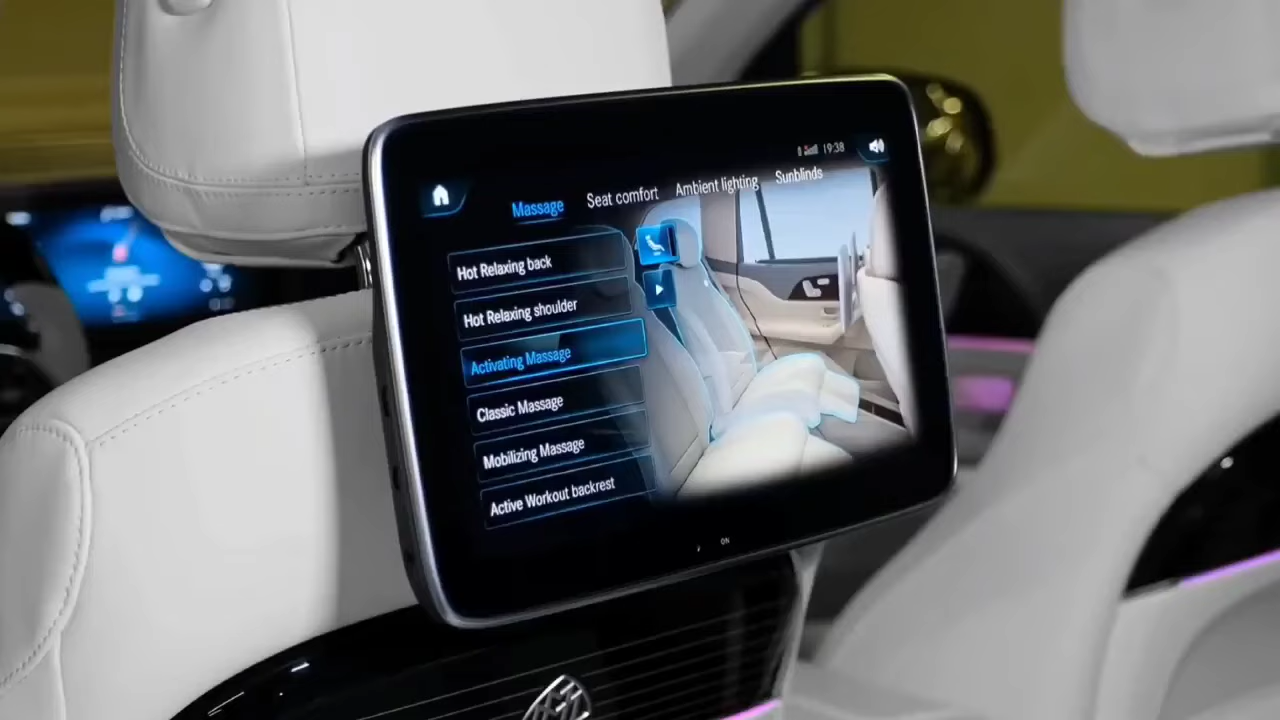 19:38
Massage Seat comfort Ambient lighting Sunblinds
Hot Relaxing back
Hot Relaxing shoulder
Activating Massage
Classic Massage
Mobilizing Massage
Active Workout backrest
ON